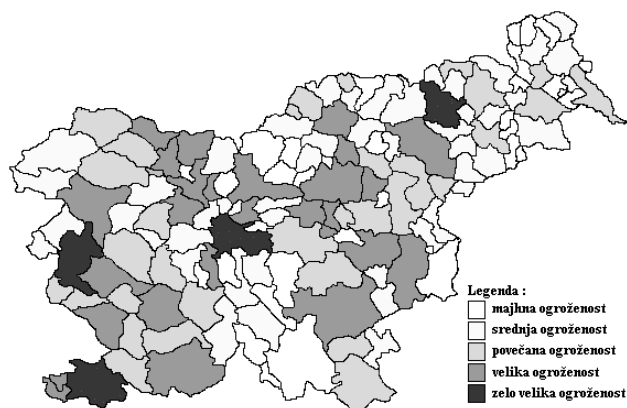 Legenda :
majhna ogroženost
srednja ogroženost
povečana ogroženost
velika ogroženost
zelo velika ogroženost